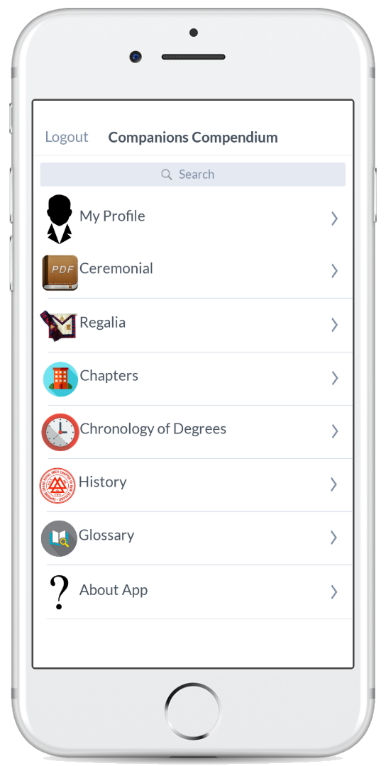 Logout Companions Compendium
Search
My Profile
PDF Ceremonial
Regalia
Chapters
Chronology of Degrees
History
Glossary
? About App